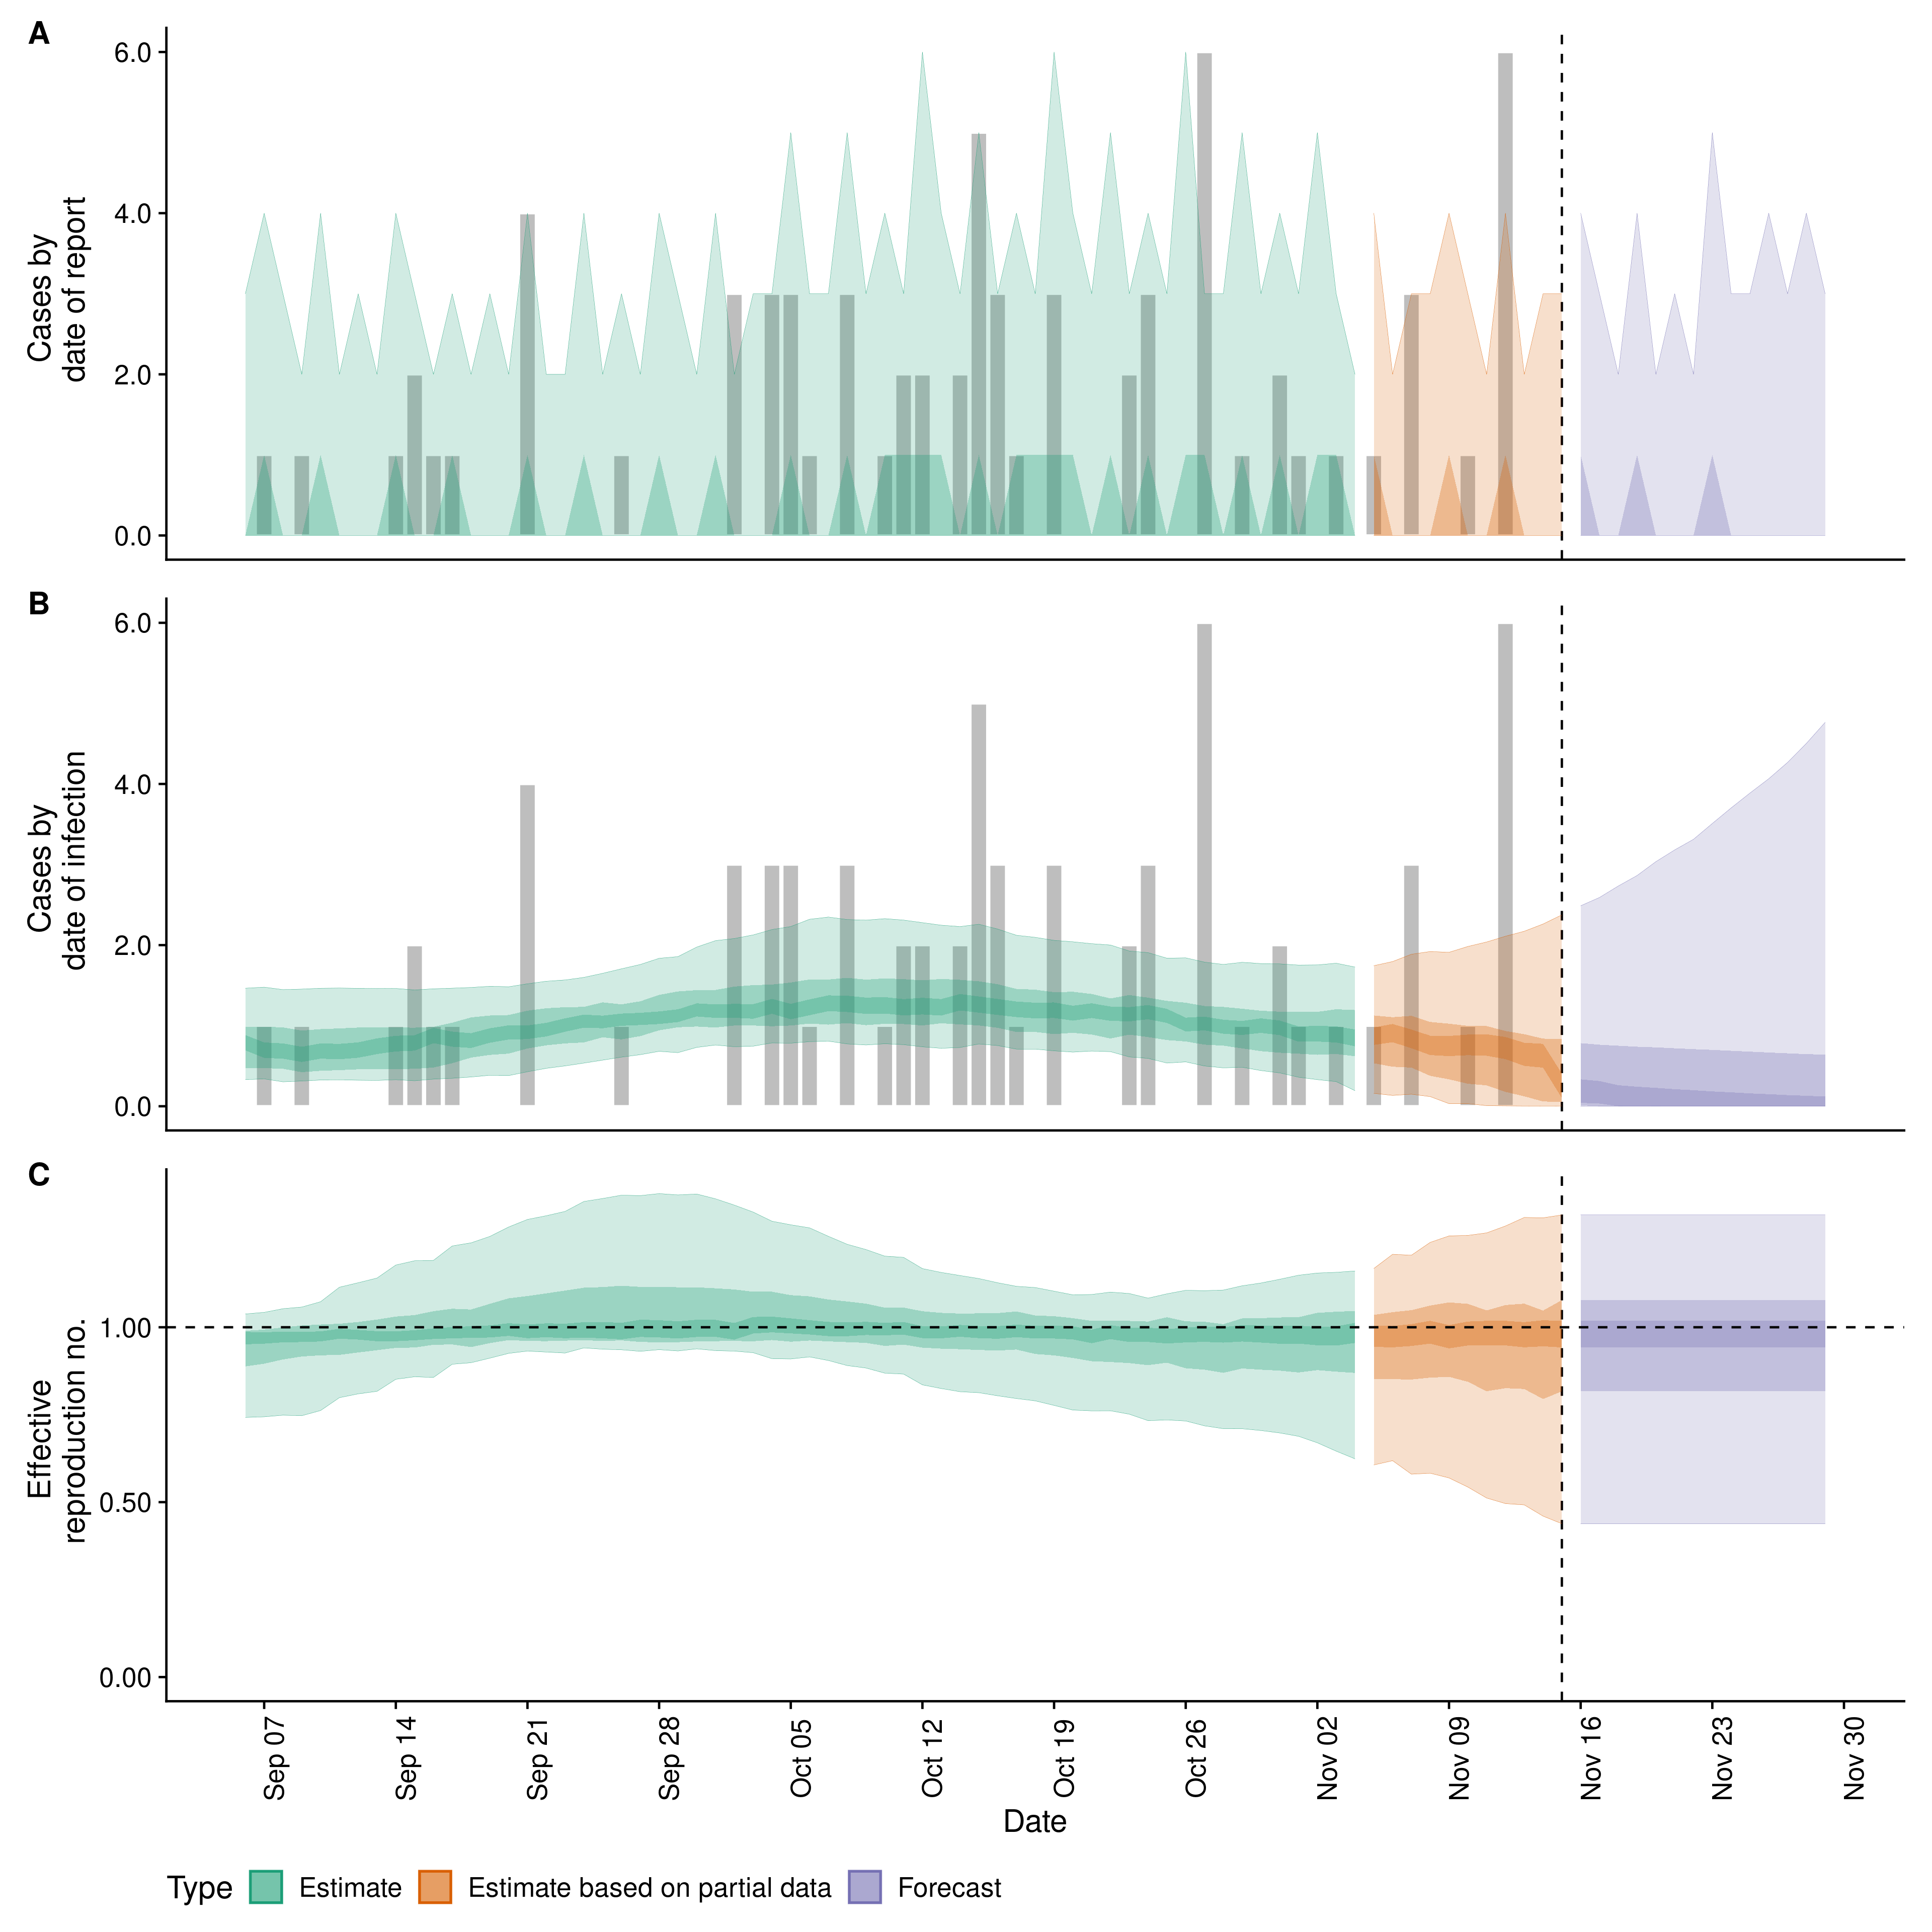 A
6.0
4.0
2.0
0.0
Cases by
date of report
B
6.0
4.0
2.0
0.0
Cases by
date of infection
C
1.00
0.50
0.00
Effective
reproduction no.
Sep 07
Sep 14
Sep 21
Sep 28
Oct 05
Oct 12
Oct 19
Oct 26
Nov 02
Nov 09
Nov 16
Nov 23
Nov 30
Date
Type Estimate Estimate based on partial data Forecast